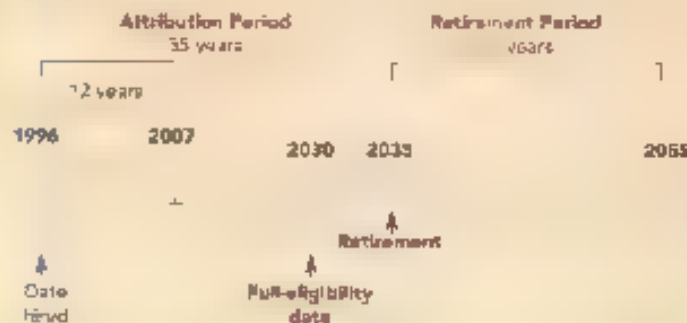 Attribution Period
35 years
Retirement Period
years
12 years
1996
2007
2030
2035
2055
Retirement
Date
hired
Full-eligibility
date